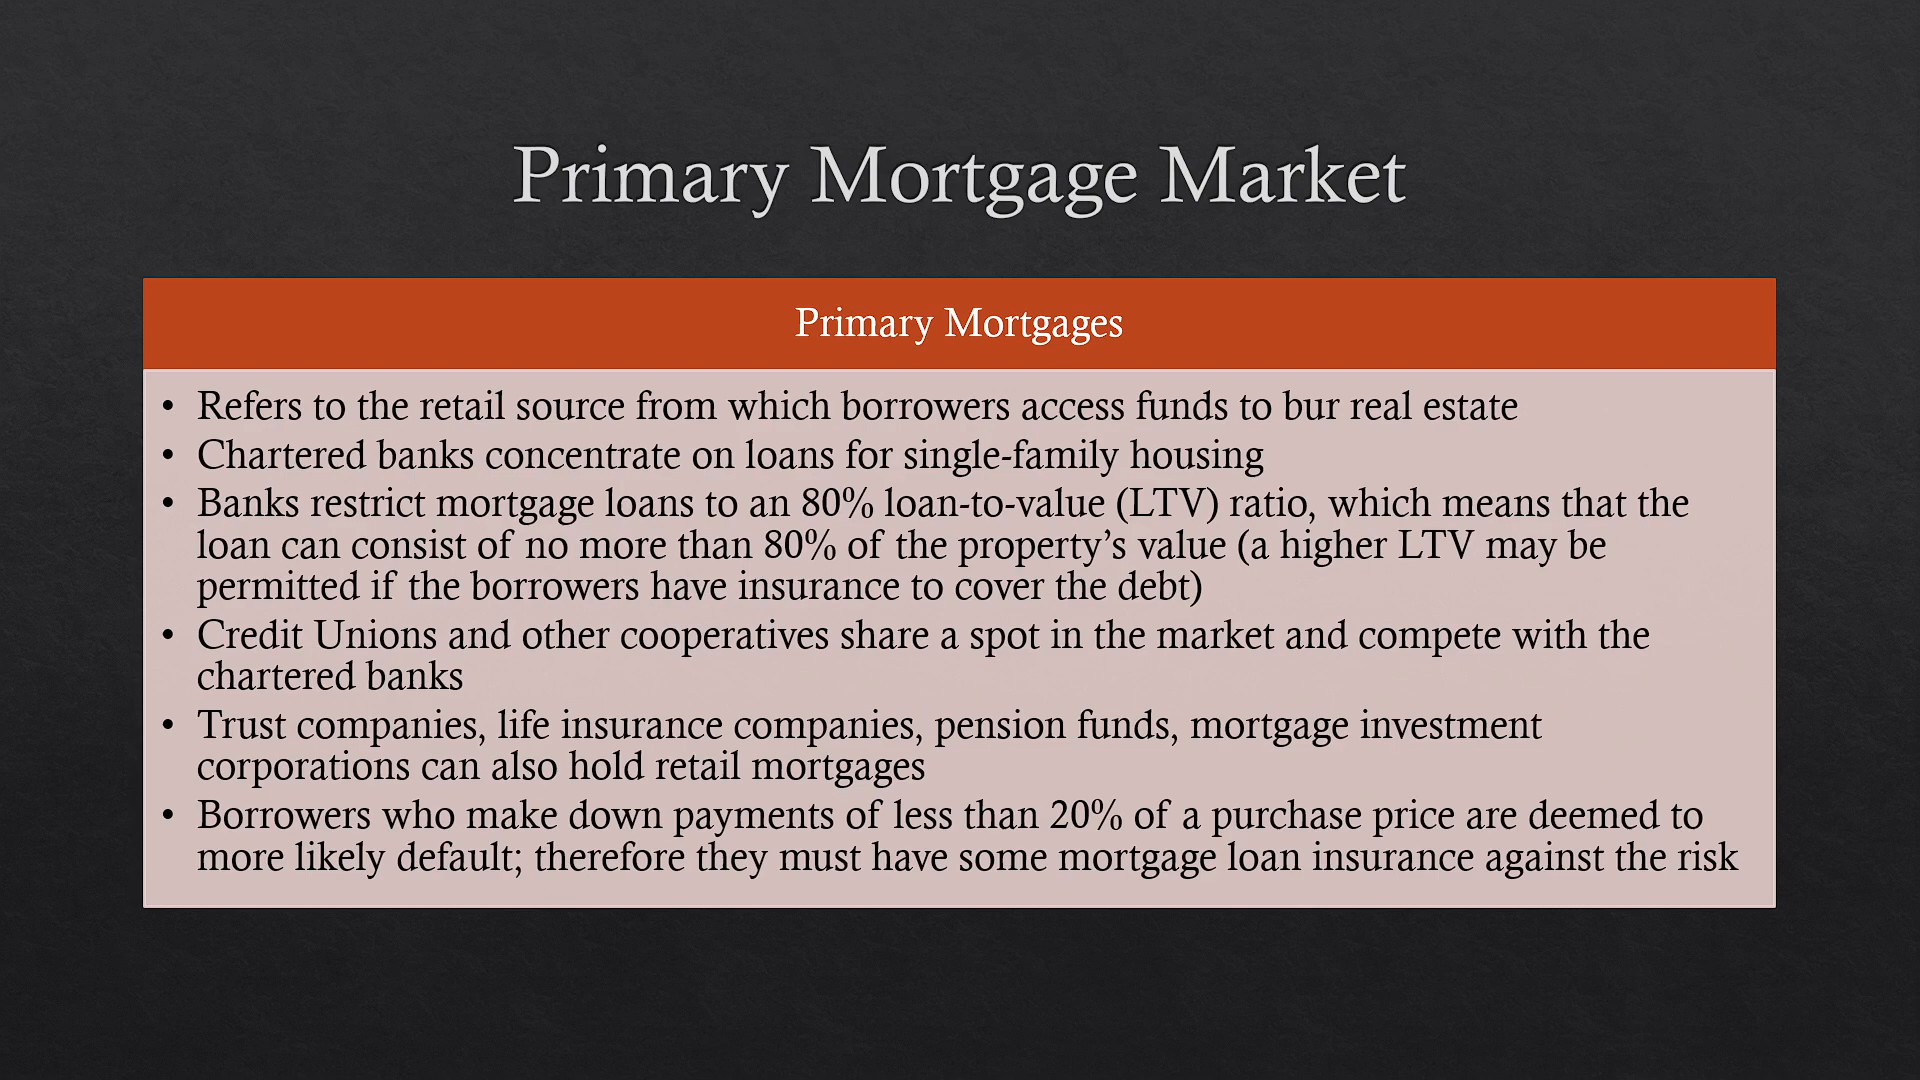 Primary Mortgage Market
Primary Mortgages
• Refers to the retail source from which borrowers access funds to bur real estate
• Chartered banks concentrate on loans for single-family housing
• Banks restrict mortgage loans to an 80% loan-to-value (LTV) ratio, which means that the
loan can consist of no more than 80% of the property’s value (a higher LTV may be
permitted if the borrowers have insurance to cover the debt)
• Credit Unions and other cooperatives share a spot in the market and compete with the
chartered banks
• Trust companies, life insurance companies, pension funds, mortgage investment
corporations can also hold retail mortgages
• Borrowers who make down payments of less than 20% of a purchase price are deemed to
more likely default; therefore they must have some mortgage loan insurance against the risk